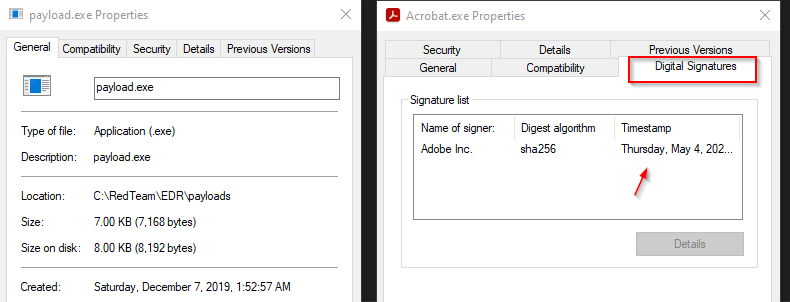 payload.exe Properties
General Compatibility Security Details Previous Versions
payload.exe
Type of file: Application (.exe)
Description: payload.exe
Location: C:\RedTeam\EDR\payloads
Size: 7.00 KB (7,168 bytes)
Size on disk: 8.00 KB (8,192 bytes)
Created: Saturday, December 7, 2019, 1:52:57 AM
Acrobat.exe Properties
Security Details Previous Versions
General Compatibility Digital Signatures
Signature list
Name of signer: Digest algorithm Timestamp
Adobe Inc. sha256 Thursday, May 4, 202...
Details